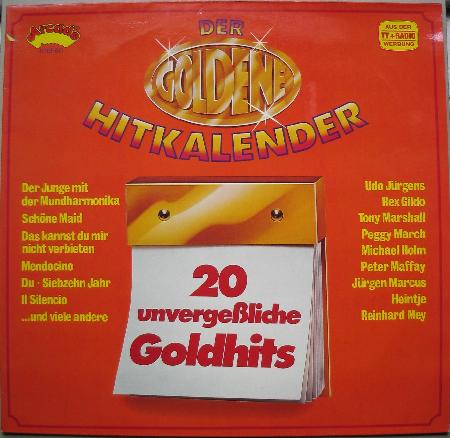 Arcade
DER
GOLDENE
HITKALENDER
AUS DER
TV + RADIO
WERBUNG
Der Junge mit
der Mundharmonika
Schöne Maid
Das kannst du mir
nicht verbieten
Mendocino
Du · Siebzehn Jahr
Il Silencio
...und viele andere
20
unvergeßliche
Goldhits
Udo Jürgens
Rex Gildo
Tony Marshall
Peggy March
Michael Holm
Peter Maffay
Jürgen Marcus
Heintje
Reinhard Mey